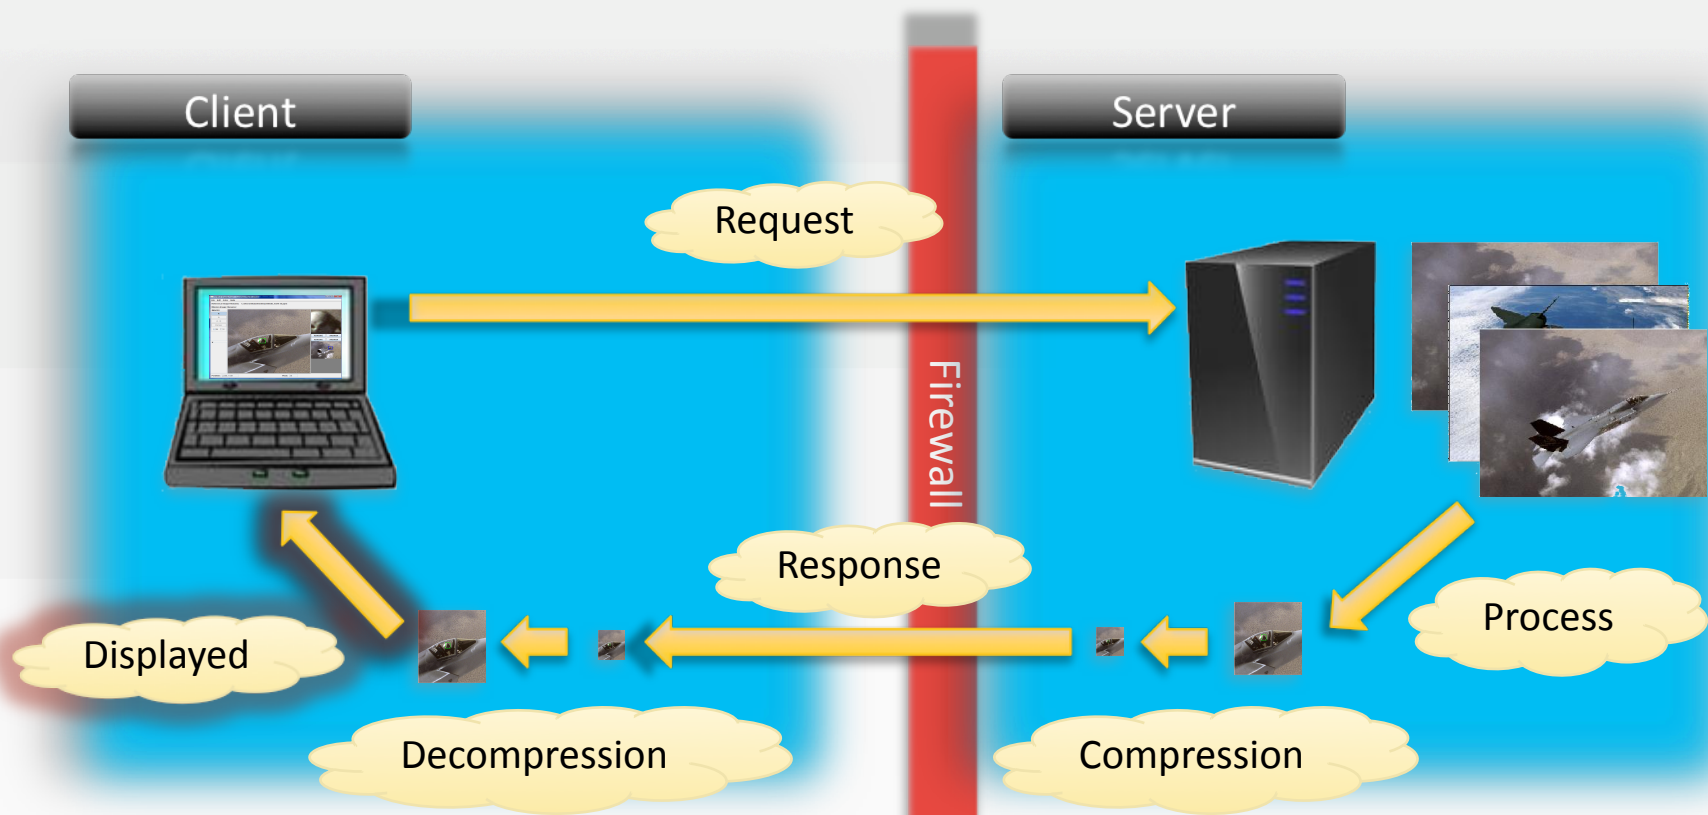 Client
Server
Request
Firewall
Response
Process
Displayed
Decompression
Compression